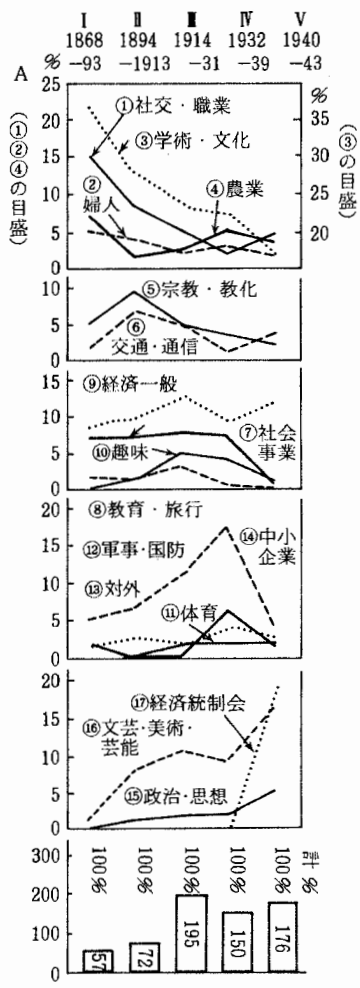 I II III IV V
1868 1894 1914 1932 1940
A % −93 −1913 −31 −39 −43
25
20
15
10
5
0
(①②④の目盛)
%
35
30
25
20
(③の目盛)
①社交・職業
③学術・文化
②婦人
④農業
10
5
0
⑤宗教・教化
⑥交通・通信
15
10
5
0
⑨経済一般
⑦社会事業
⑩趣味
20
15
10
5
0
⑧教育・旅行
⑫軍事・国防
⑭中小企業
⑬対外
⑪体育
15
10
5
0
⑰経済統制会
⑯文芸・美術・芸能
⑮政治・思想
300
200
100
0
100% 100% 100% 100% 100% 計%
57 72 195 150 176